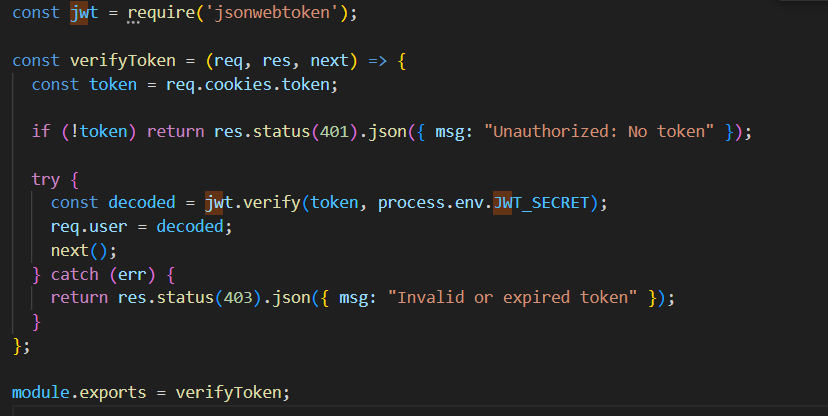 const jwt = require('jsonwebtoken');
const verifyToken = (req, res, next) => {
const token = req.cookies.token;
if (!token) return res.status(401).json({ msg: "Unauthorized: No token" });
try {
const decoded = jwt.verify(token, process.env.JWT_SECRET);
req.user = decoded;
next();
} catch (err) {
return res.status(403).json({ msg: "Invalid or expired token" });
}
};
module.exports = verifyToken;